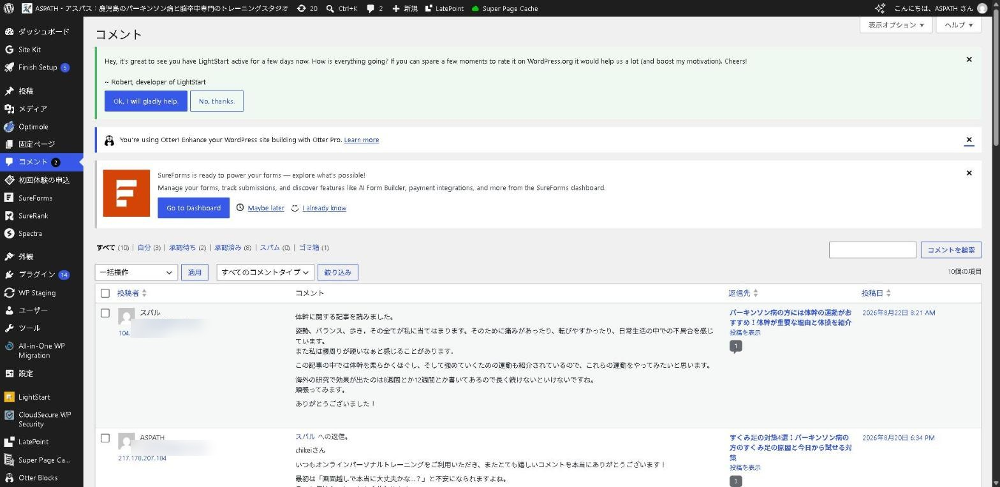 ASPATH・アスパス：鹿児島のパーキンソン病と脳卒中専門のトレーニングスタジオ 20 Ctrl+K 2 新規 LatePoint Super Page Cache こんにちは、ASPATH さん
表示オプション ヘルプ
コメント
ダッシュボード
Site Kit
Finish Setup 5
投稿
メディア
Optimole
固定ページ
コメント 2
初回体験の申込
SureForms
SureRank
Spectra
外観
プラグイン 14
WP Staging
ユーザー
ツール
All-in-One WP
Migration
設定
LightStart
CloudSecure WP
Security
LatePoint
Super Page Ca...
Otter Blocks
Hey, it's great to see you have LightStart active for a few days now. How is everything going? If you can spare a few moments to rate it on WordPress.org it would help us a lot (and boost my motivation). Cheers!
~ Robert, developer of LightStart
Ok, I will gladly help. No, thanks.
You're using Otter! Enhance your WordPress site building with Otter Pro. Learn more
SureForms is ready to power your forms — explore what's possible!
Manage your forms, track submissions, and discover features like AI Form Builder, payment integrations, and more from the SureForms dashboard.
Go to Dashboard Maybe later I already know
すべて (10) | 自分 (3) | 承認待ち (2) | 承認済み (8) | スパム (0) | ゴミ箱 (1)
コメントを検索
一括操作 適用 すべてのコメントタイプ 絞り込み
10個の項目
投稿者 コメント 返信先 投稿日
スバル
104.
体幹に関する記事を読みました。
姿勢、バランス、歩き，その全てが私に当てはまります。そのために痛みがあったり、転びやすかったり、日常生活の中での不具合を感じ
ています。
また私は腰周りが硬いなぁと感じることがあります．
この記事の中では体幹を柔らかくほぐし、そして強めていくための運動も紹介されているので、これらの運動をやってみたいと思います。
海外の研究で効果が出たのは8週間とか12週間とか書いてあるので長く続けないといけないですね。
頑張ってみます。
ありがとうございました！
パーキンソン病の方には体幹の運動がお
すすめ！体幹が重要な理由と体操を紹介
投稿を表示
1
2026年8月22日 8:21 AM
ASPATH
217.178.207.184
スバル への返信。
chikeiさん
いつもオンラインパーソナルトレーニングをご利用いただき、またとても嬉しいコメントを本当にありがとうございます！
最初は「画面越しで本当に大丈夫かな…？」と不安になられますよね。
すくみ足の対策4選！パーキンソン病の
方のすくみ足の原因と今日から試せる対
策
投稿を表示
3
2026年8月20日 6:34 PM